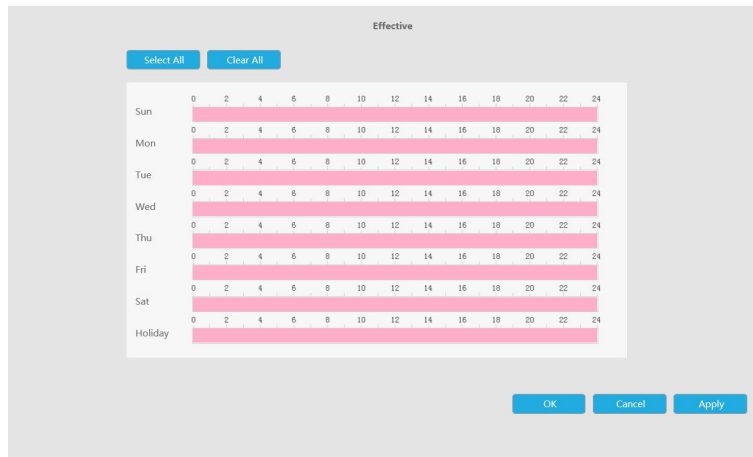 Effective
Select All Clear All
0 2 4 6 8 10 12 14 16 18 20 22 24
Sun
0 2 4 6 8 10 12 14 16 18 20 22 24
Mon
0 2 4 6 8 10 12 14 16 18 20 22 24
Tue
0 2 4 6 8 10 12 14 16 18 20 22 24
Wed
0 2 4 6 8 10 12 14 16 18 20 22 24
Thu
0 2 4 6 8 10 12 14 16 18 20 22 24
Fri
0 2 4 6 8 10 12 14 16 18 20 22 24
Sat
0 2 4 6 8 10 12 14 16 18 20 22 24
Holiday
OK Cancel Apply